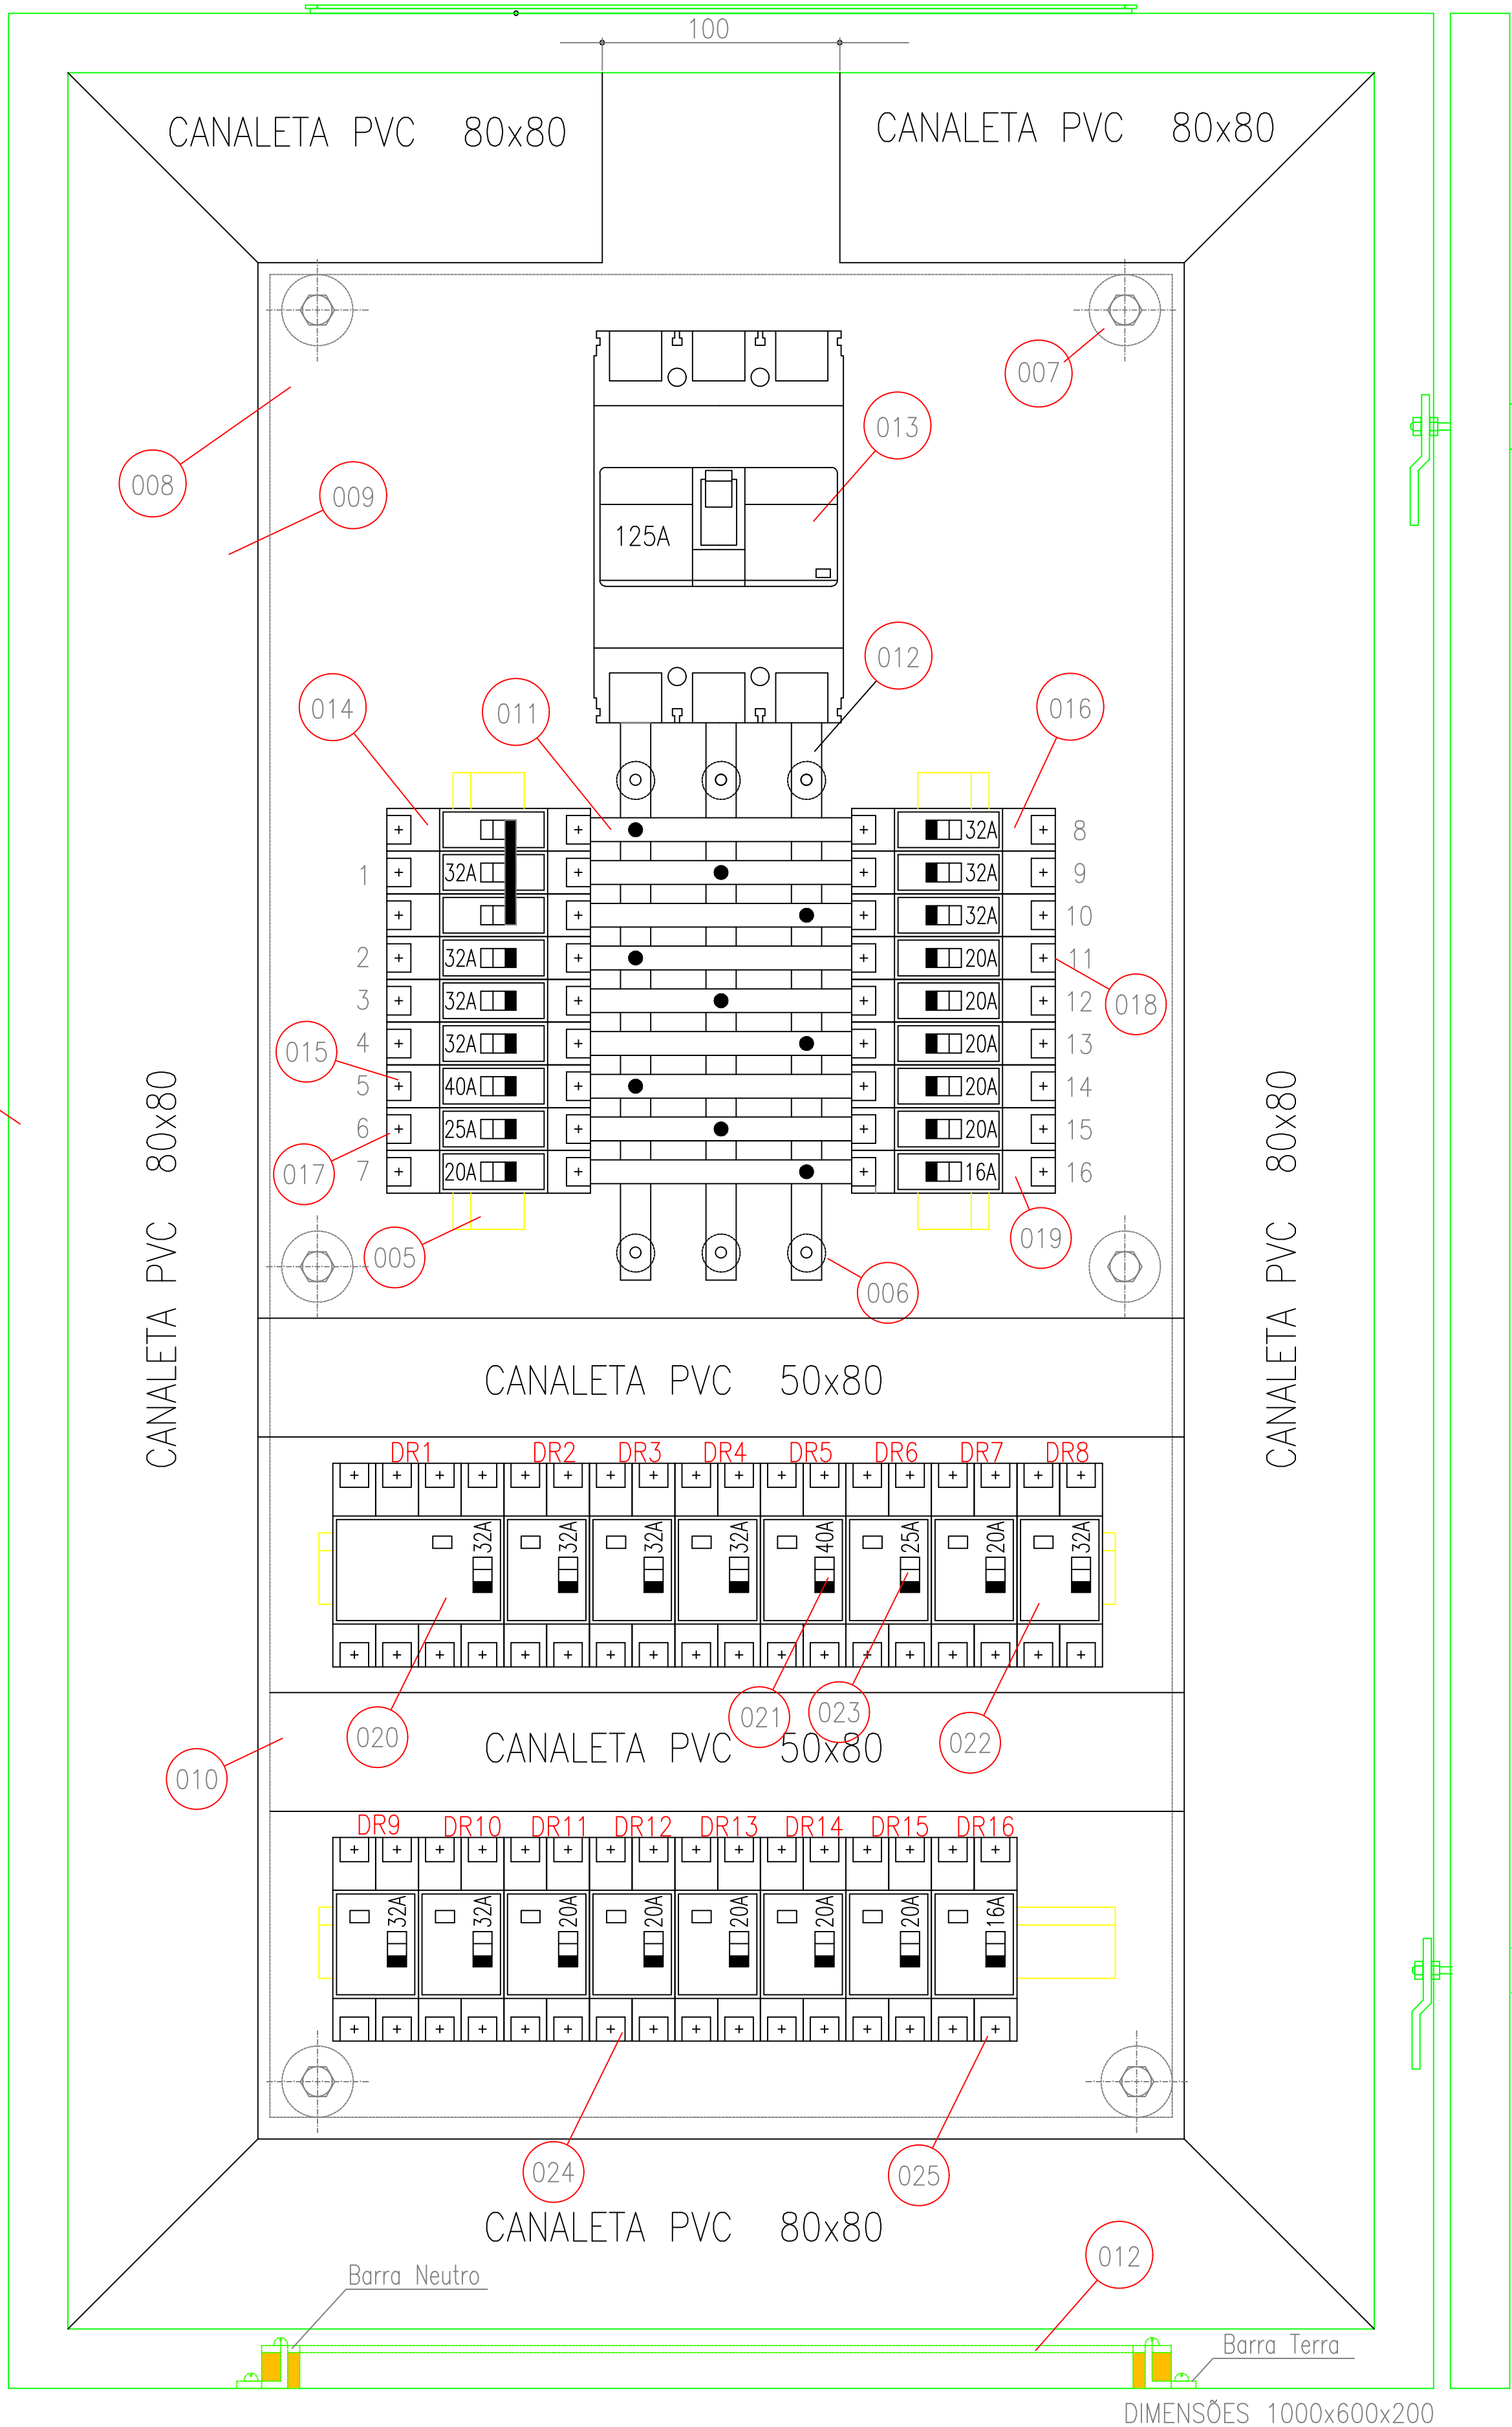 100
CANALETA PVC 80x80
CANALETA PVC 80x80
007
013
008
009
125A
012
014
011
016
32A
8
1
32A
32A
9
32A
10
2
32A
20A
11
3
32A
20A
12
018
4
32A
20A
13
015
5
40A
20A
14
6
25A
20A
15
017
7
20A
16A
16
019
005
006
CANALETA PVC 80x80
CANALETA PVC 80x80
CANALETA PVC 50x80
DR1
DR2
DR3
DR4
DR5
DR6
DR7
DR8
32A
32A
32A
32A
40A
25A
20A
32A
020
021
023
022
CANALETA PVC 50x80
010
DR9
DR10
DR11
DR12
DR13
DR14
DR15
DR16
32A
32A
20A
20A
20A
20A
20A
16A
024
025
CANALETA PVC 80x80
012
Barra Neutro
Barra Terra
DIMENSÕES 1000x600x200